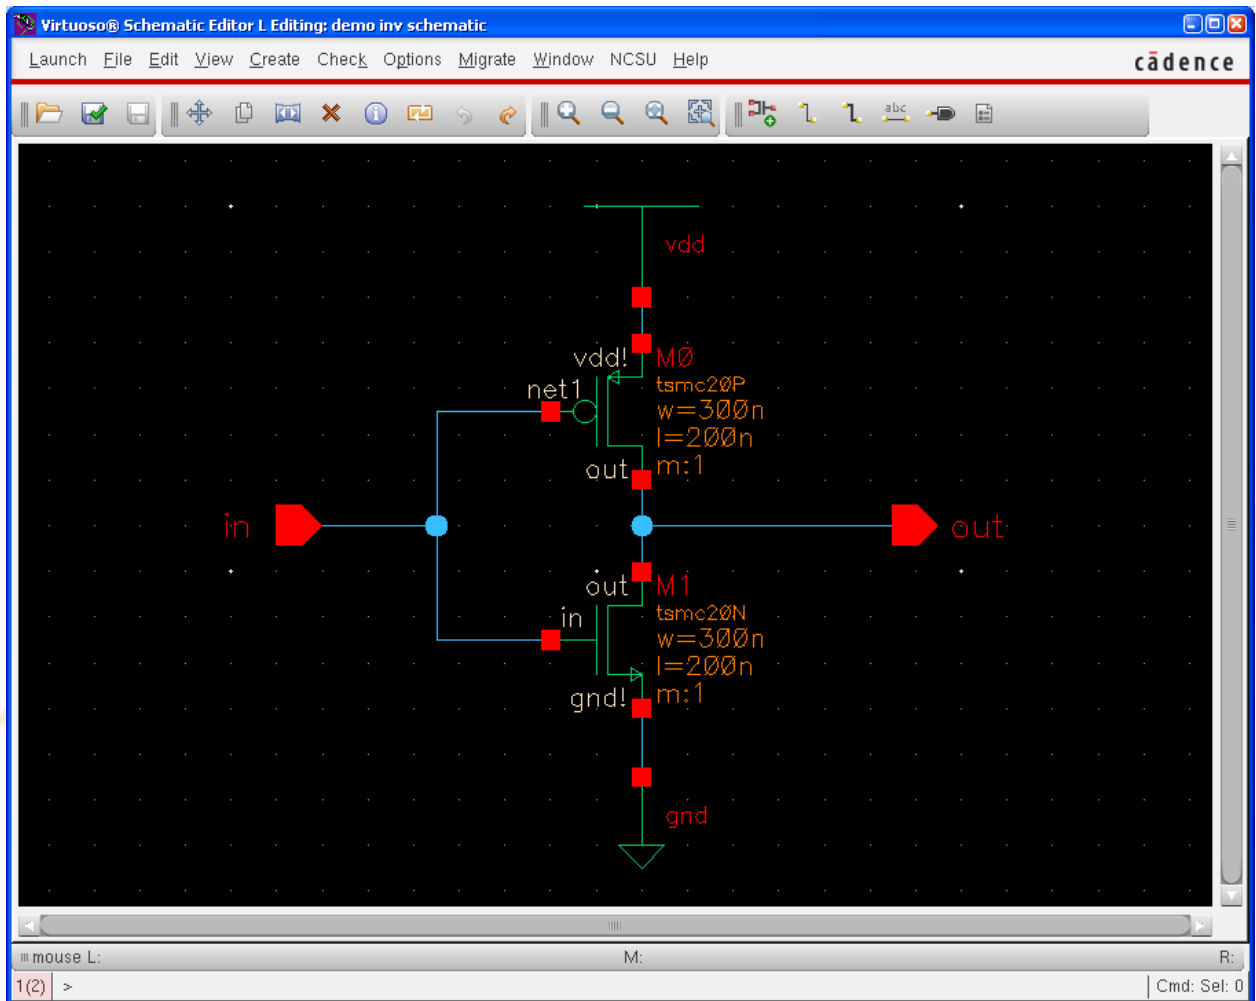 Virtuoso® Schematic Editor L Editing: demo inv schematic
Launch File Edit View Create Check Options Migrate Window NCSU Help
cādence
abc
vdd
vdd!
M0
net1
tsmc20P
w=300n
l=200n
out
m:1
in
out
out
M1
in
tsmc20N
w=300n
l=200n
gnd!
m:1
gnd
mouse L: M: R:
1(2) > Cmd: Sel: 0